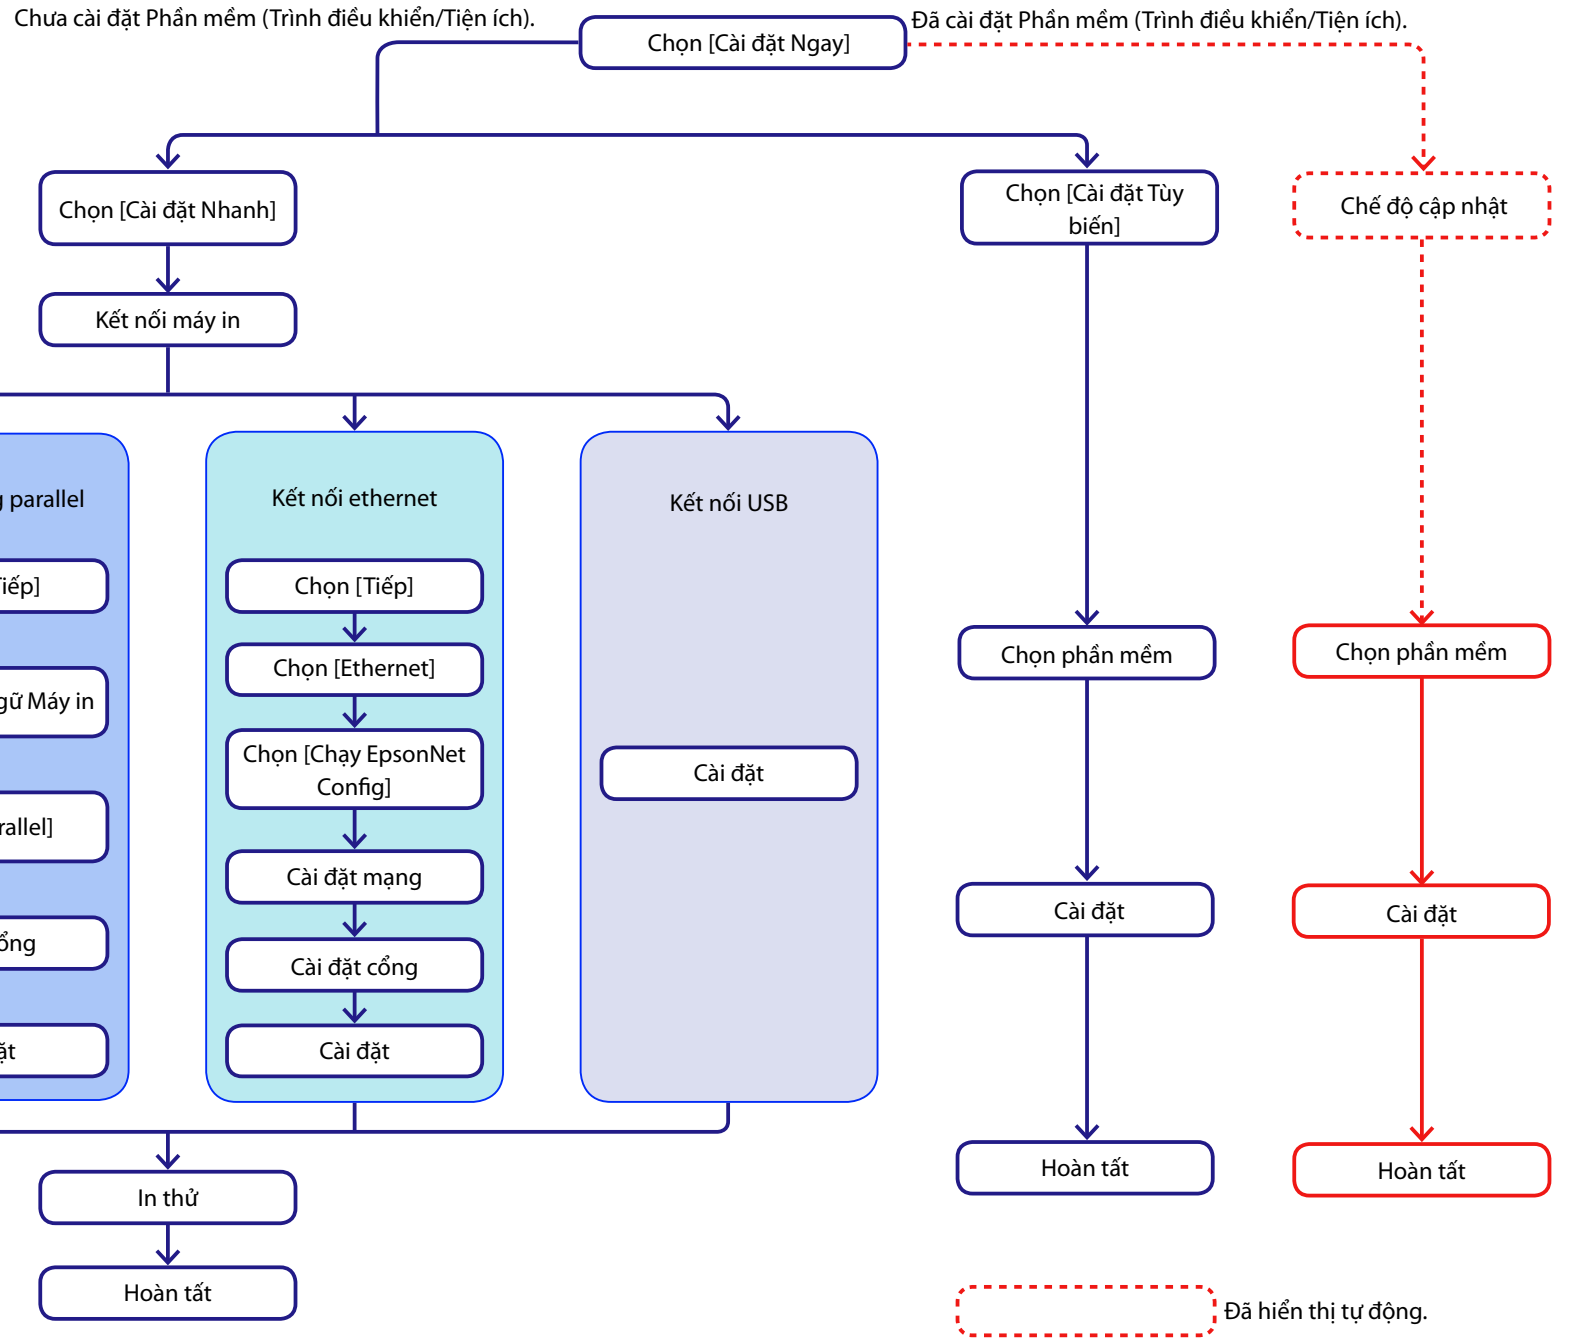 Chưa cài đặt Phần mềm (Trình điều khiển/Tiện ích).
Chọn [Cài đặt Ngay]
Đã cài đặt Phần mềm (Trình điều khiển/Tiện ích).
Chọn [Cài đặt Nhanh]
Chọn [Cài đặt Tùy
biến]
Chế độ cập nhật
Kết nối máy in
parallel
Máy in
Kết nối ethernet
Chọn [Tiếp]
Chọn [Ethernet]
Chọn [Chạy EpsonNet
Config]
Cài đặt mạng
Cài đặt cổng
Cài đặt
Kết nối USB
Cài đặt
Chọn phần mềm
Cài đặt
Hoàn tất
Chọn phần mềm
Cài đặt
Hoàn tất
In thử
Hoàn tất
Đã hiển thị tự động.